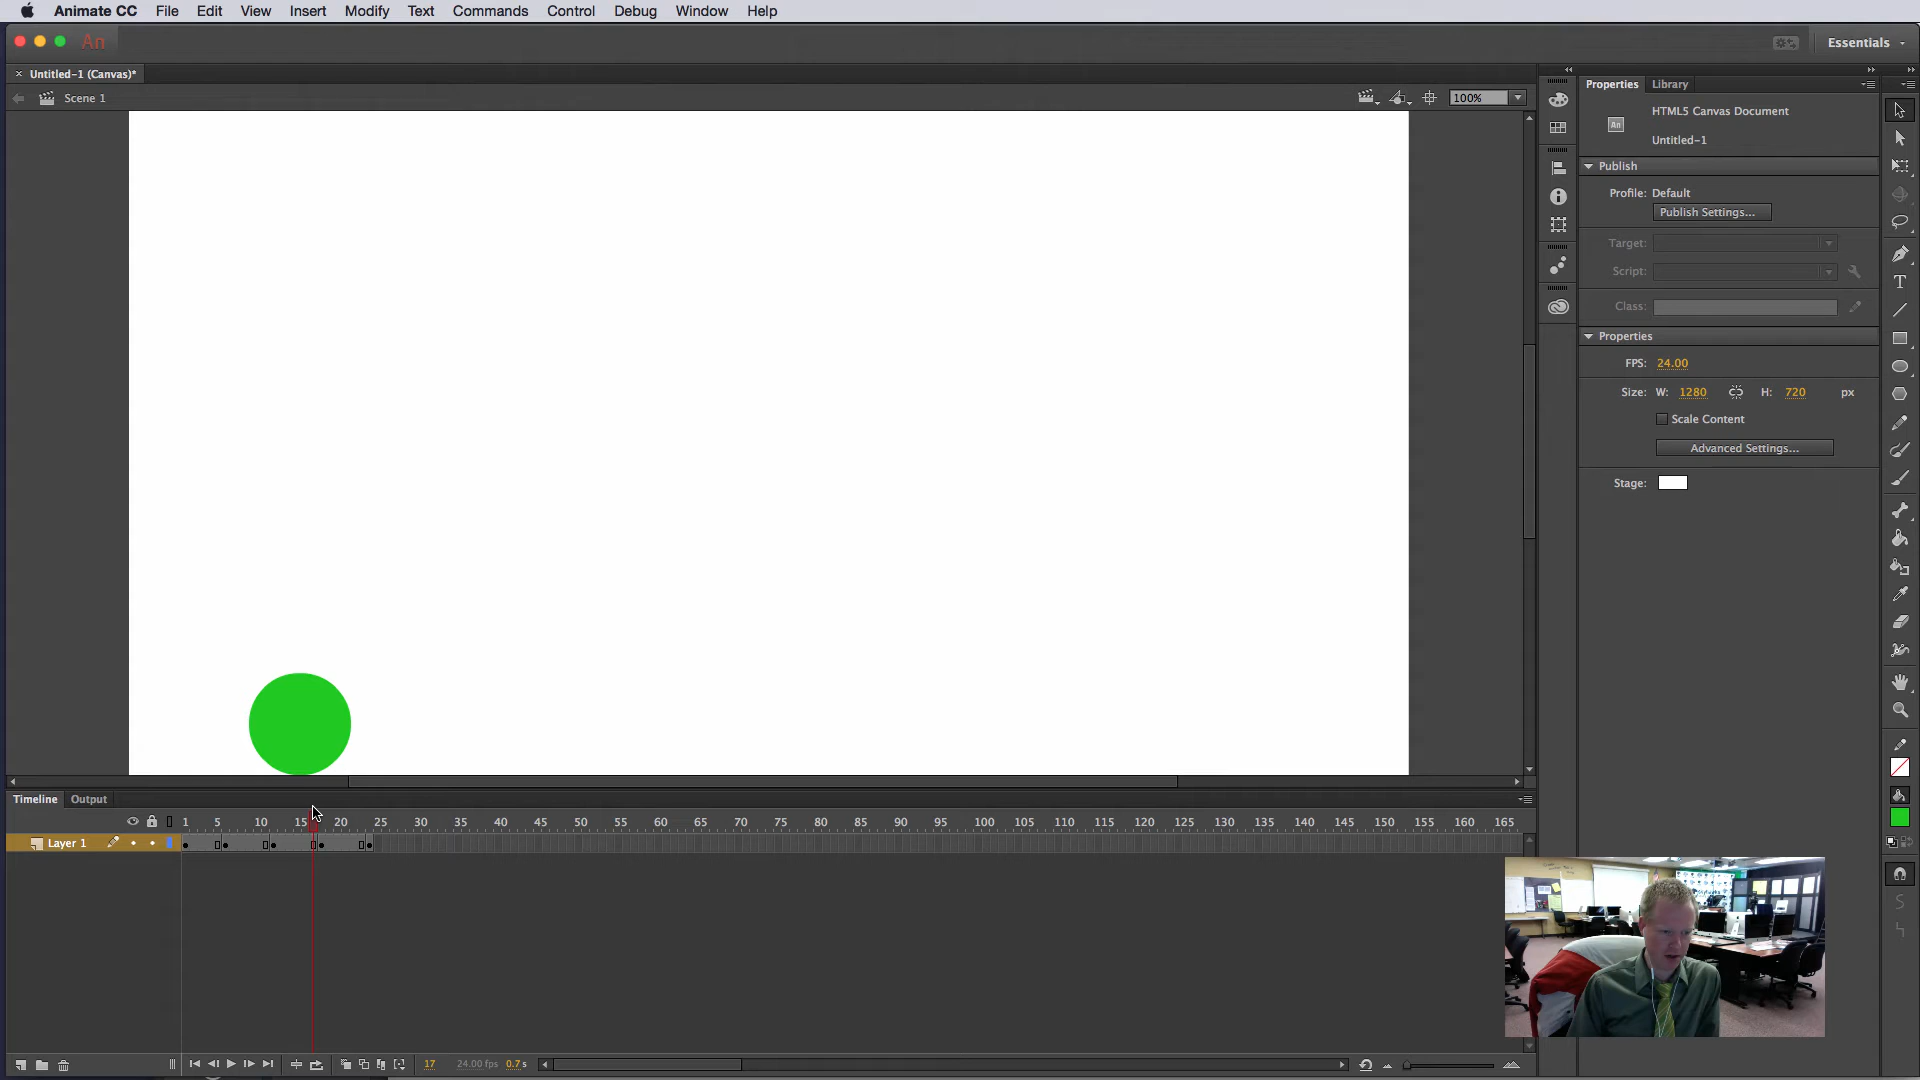 Animate CC File Edit View Insert Modify Text Commands Control Debug Window Help
An Essentials
Untitled-1 (Canvas)*
Scene 1 100%
Properties Library
An HTML5 Canvas Document
Untitled-1
Publish
Profile: Default
Publish Settings...
Target:
Script:
Class:
Properties
FPS: 24.00
Size: W: 1280 H: 720 px
Scale Content
Advanced Settings...
Stage:
Timeline Output
1 5 10 15 20 25 30 35 40 45 50 55 60 65 70 75 80 85 90 95 100 105 110 115 120 125 130 135 140 145 150 155 160 165
Layer 1
17 24.00 fps 0.7 s